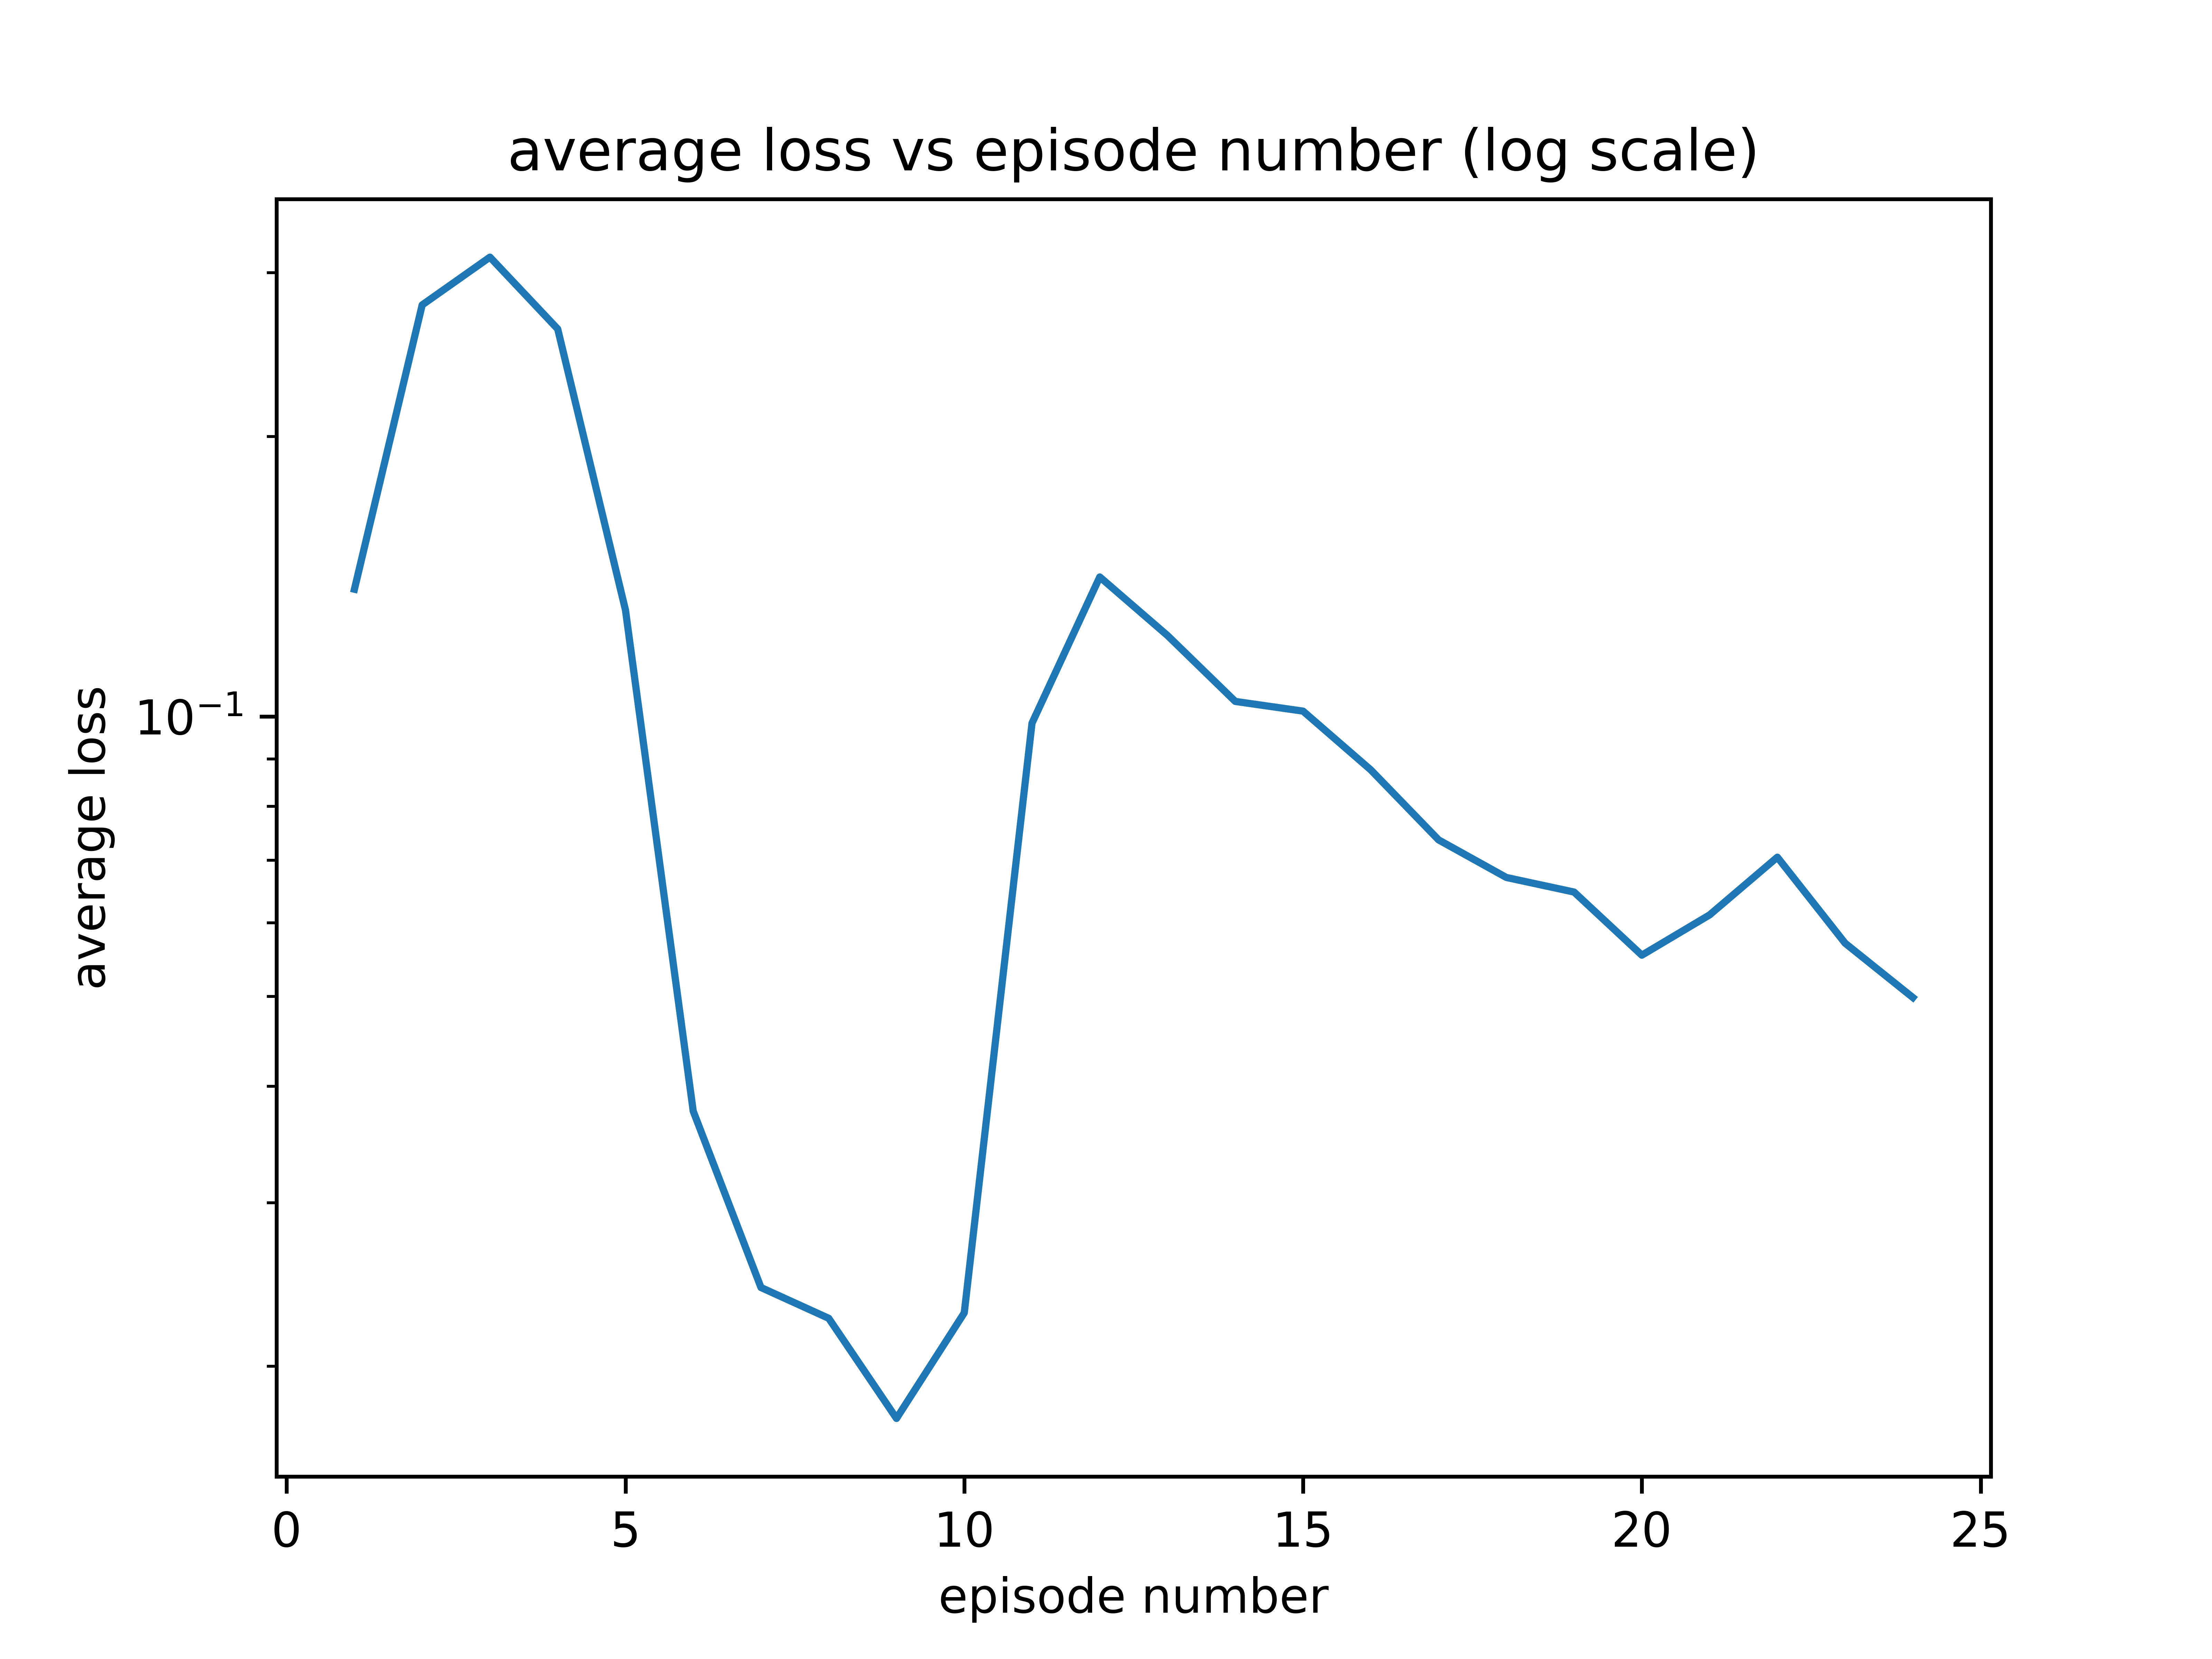 average loss vs episode number (log scale)
average loss
10⁻¹
0 5 10 15 20 25
episode number